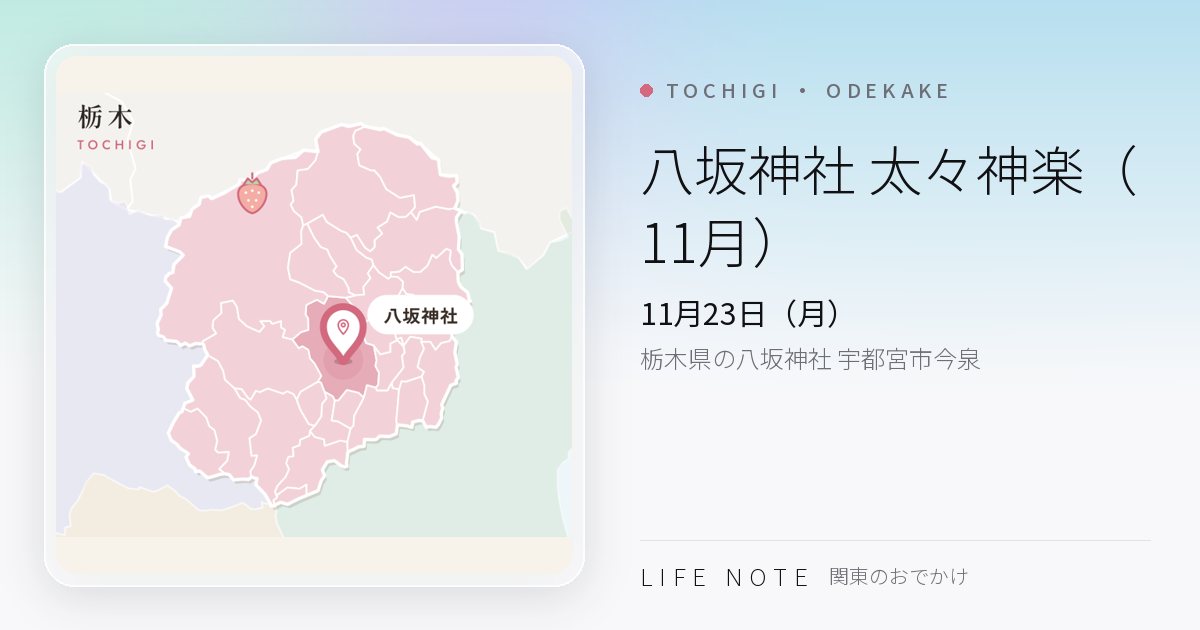 栃木
TOCHIGI
八坂神社
TOCHIGI • ODEKAKE
八坂神社 太々神楽（
11月）
11月23日（月）
栃木県の八坂神社 宇都宮市今泉
LIFE NOTE 関東のおでかけ